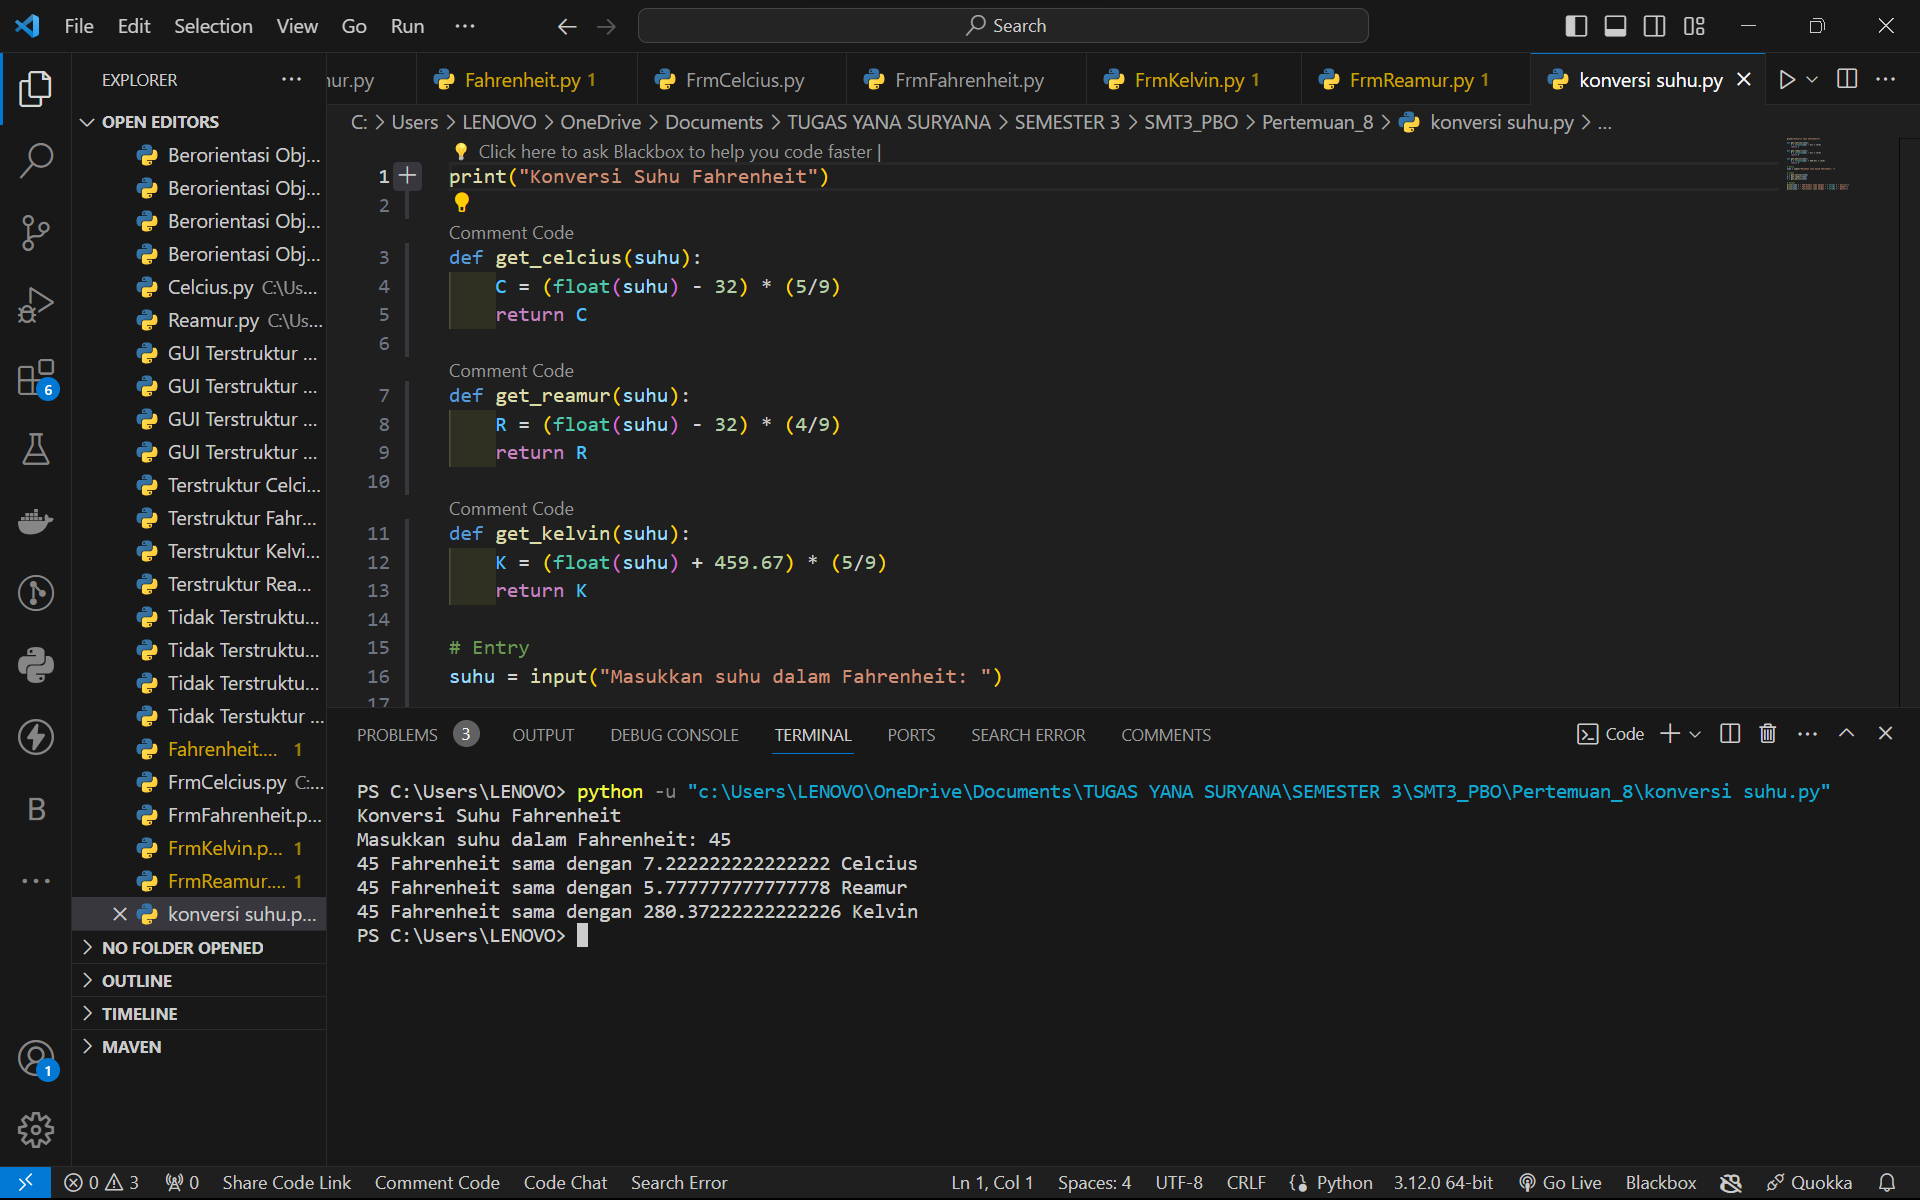 File Edit Selection View Go Run ··· Search
EXPLORER ···
OPEN EDITORS
Berorientasi Obj...
Berorientasi Obj...
Berorientasi Obj...
Berorientasi Obj...
Celcius.py C:\Us...
Reamur.py C:\Us...
GUI Terstruktur ...
GUI Terstruktur ...
GUI Terstruktur ...
GUI Terstruktur ...
Terstruktur Celci...
Terstruktur Fahr...
Terstruktur Kelvi...
Terstruktur Rea...
Tidak Terstruktu...
Tidak Terstruktu...
Tidak Terstruktu...
Tidak Terstuktur ...
Fahrenheit.... 1
FrmCelcius.py C:...
FrmFahrenheit.p...
FrmKelvin.p... 1
FrmReamur.... 1
konversi suhu.p...
NO FOLDER OPENED
OUTLINE
TIMELINE
MAVEN
6
B
1
nur.py Fahrenheit.py 1 FrmCelcius.py FrmFahrenheit.py FrmKelvin.py 1 FrmReamur.py 1 konversi suhu.py
C: > Users > LENOVO > OneDrive > Documents > TUGAS YANA SURYANA > SEMESTER 3 > SMT3_PBO > Pertemuan_8 > konversi suhu.py > ...
Click here to ask Blackbox to help you code faster |
1 print("Konversi Suhu Fahrenheit")
2
Comment Code
3 def get_celcius(suhu):
4 C = (float(suhu) - 32) * (5/9)
5 return C
6
Comment Code
7 def get_reamur(suhu):
8 R = (float(suhu) - 32) * (4/9)
9 return R
10
Comment Code
11 def get_kelvin(suhu):
12 K = (float(suhu) + 459.67) * (5/9)
13 return K
14
15 # Entry
16 suhu = input("Masukkan suhu dalam Fahrenheit: ")
17
PROBLEMS 3 OUTPUT DEBUG CONSOLE TERMINAL PORTS SEARCH ERROR COMMENTS Code
PS C:\Users\LENOVO> python -u "c:\Users\LENOVO\OneDrive\Documents\TUGAS YANA SURYANA\SEMESTER 3\SMT3_PBO\Pertemuan_8\konversi suhu.py"
Konversi Suhu Fahrenheit
Masukkan suhu dalam Fahrenheit: 45
45 Fahrenheit sama dengan 7.222222222222222 Celcius
45 Fahrenheit sama dengan 5.777777777777778 Reamur
45 Fahrenheit sama dengan 280.37222222222226 Kelvin
PS C:\Users\LENOVO>
0 3 0 Share Code Link Comment Code Code Chat Search Error Ln 1, Col 1 Spaces: 4 UTF-8 CRLF Python 3.12.0 64-bit Go Live Blackbox Quokka